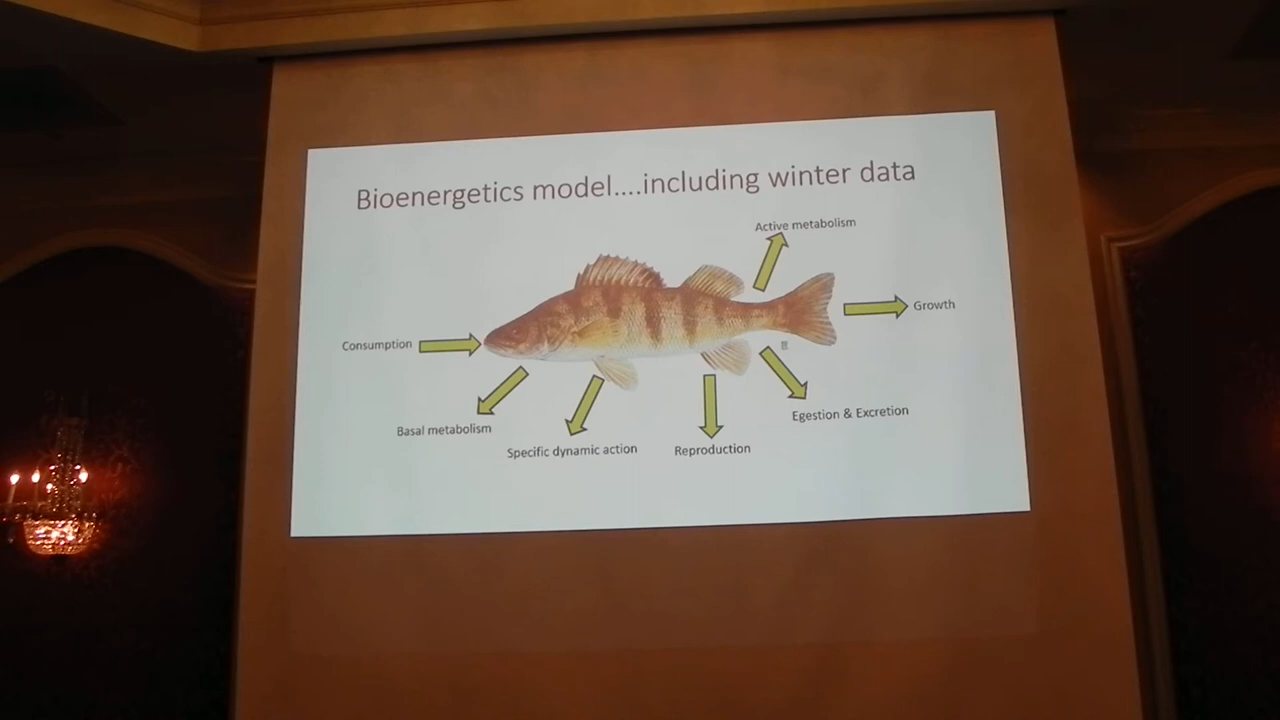 Bioenergetics model....including winter data
Active metabolism
Growth
Consumption
Basal metabolism
Specific dynamic action
Reproduction
Egestion & Excretion